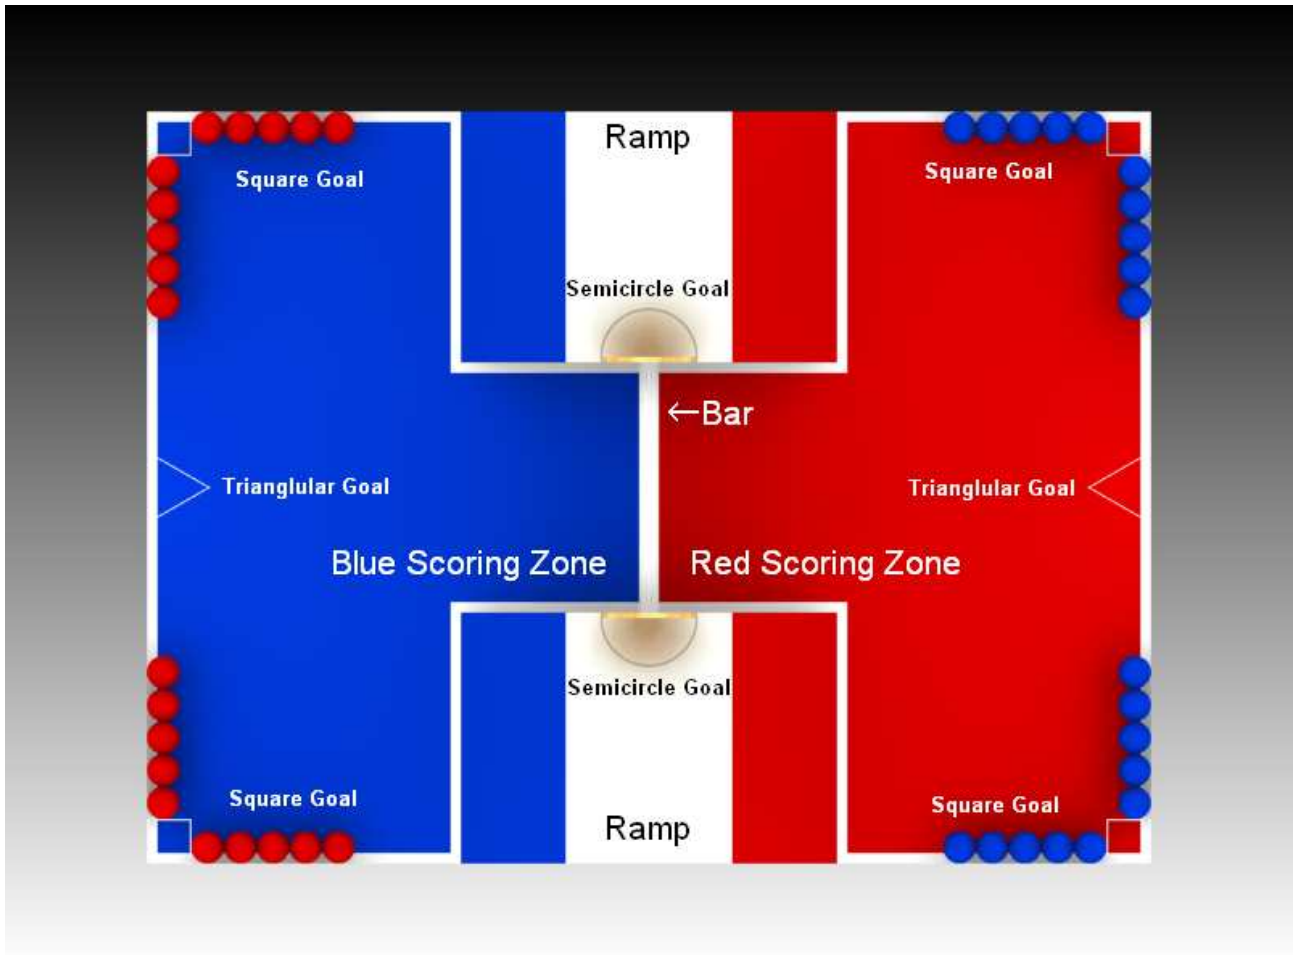 Ramp
Square Goal
Square Goal
Semicircle Goal
←Bar
Trianglular Goal
Trianglular Goal
Blue Scoring Zone
Red Scoring Zone
Semicircle Goal
Square Goal
Square Goal
Ramp